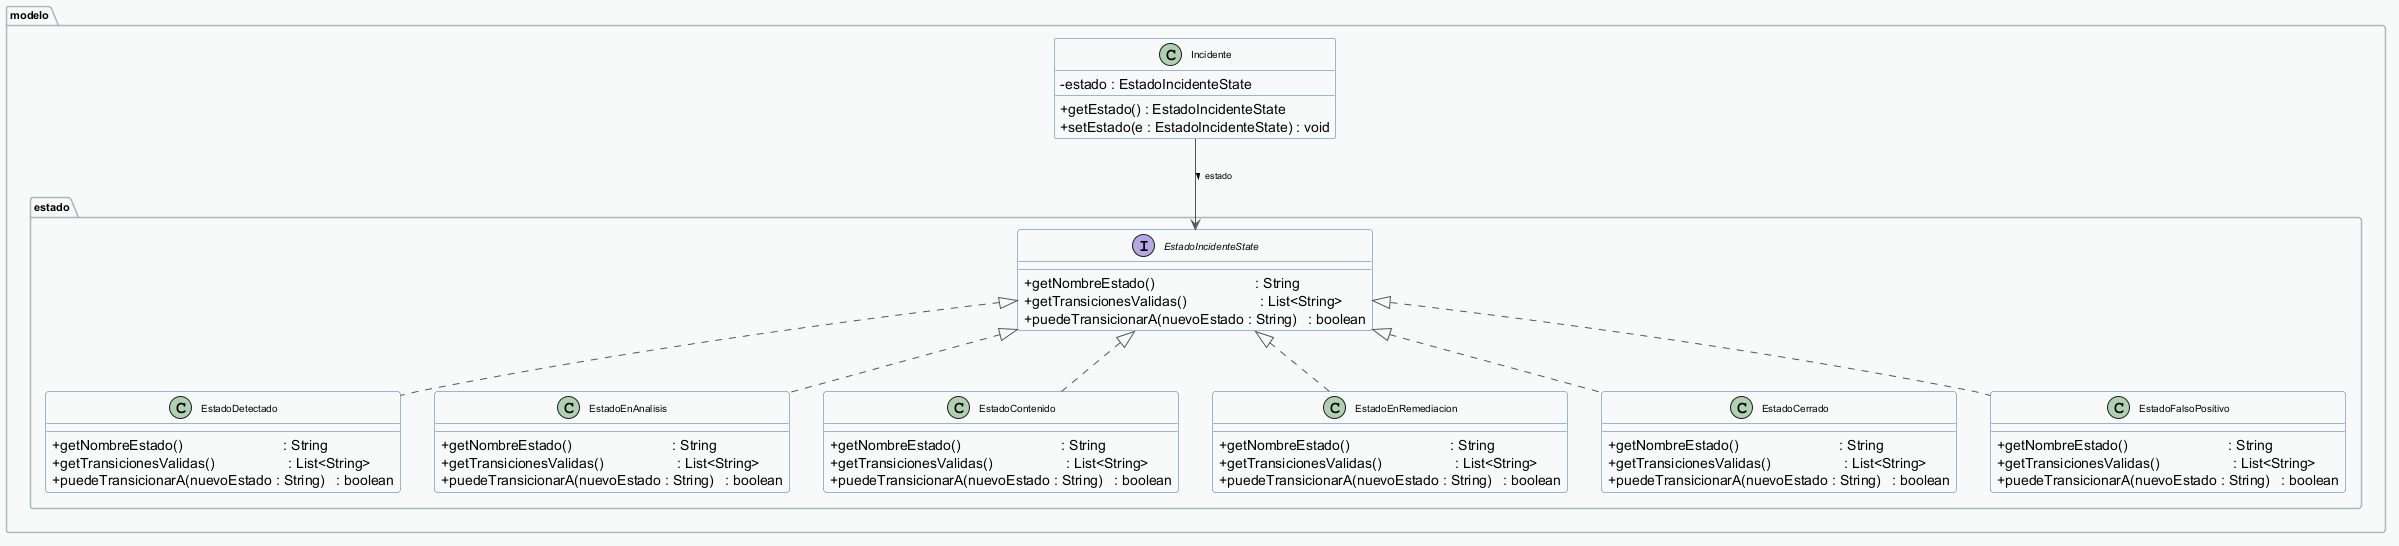 modelo
C Incidente
-estado : EstadoIncidenteState
+getEstado() : EstadoIncidenteState
+setEstado(e : EstadoIncidenteState) : void
estado
estado
I EstadoIncidenteState
+getNombreEstado() : String
+getTransicionesValidas() : List<String>
+puedeTransicionarA(nuevoEstado : String) : boolean
C EstadoDetectado
+getNombreEstado() : String
+getTransicionesValidas() : List<String>
+puedeTransicionarA(nuevoEstado : String) : boolean
C EstadoEnAnalisis
+getNombreEstado() : String
+getTransicionesValidas() : List<String>
+puedeTransicionarA(nuevoEstado : String) : boolean
C EstadoContenido
+getNombreEstado() : String
+getTransicionesValidas() : List<String>
+puedeTransicionarA(nuevoEstado : String) : boolean
C EstadoEnRemediacion
+getNombreEstado() : String
+getTransicionesValidas() : List<String>
+puedeTransicionarA(nuevoEstado : String) : boolean
C EstadoCerrado
+getNombreEstado() : String
+getTransicionesValidas() : List<String>
+puedeTransicionarA(nuevoEstado : String) : boolean
C EstadoFalsoPositivo
+getNombreEstado() : String
+getTransicionesValidas() : List<String>
+puedeTransicionarA(nuevoEstado : String) : boolean